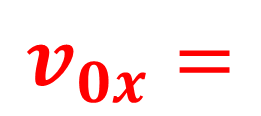 v₀ₓ =